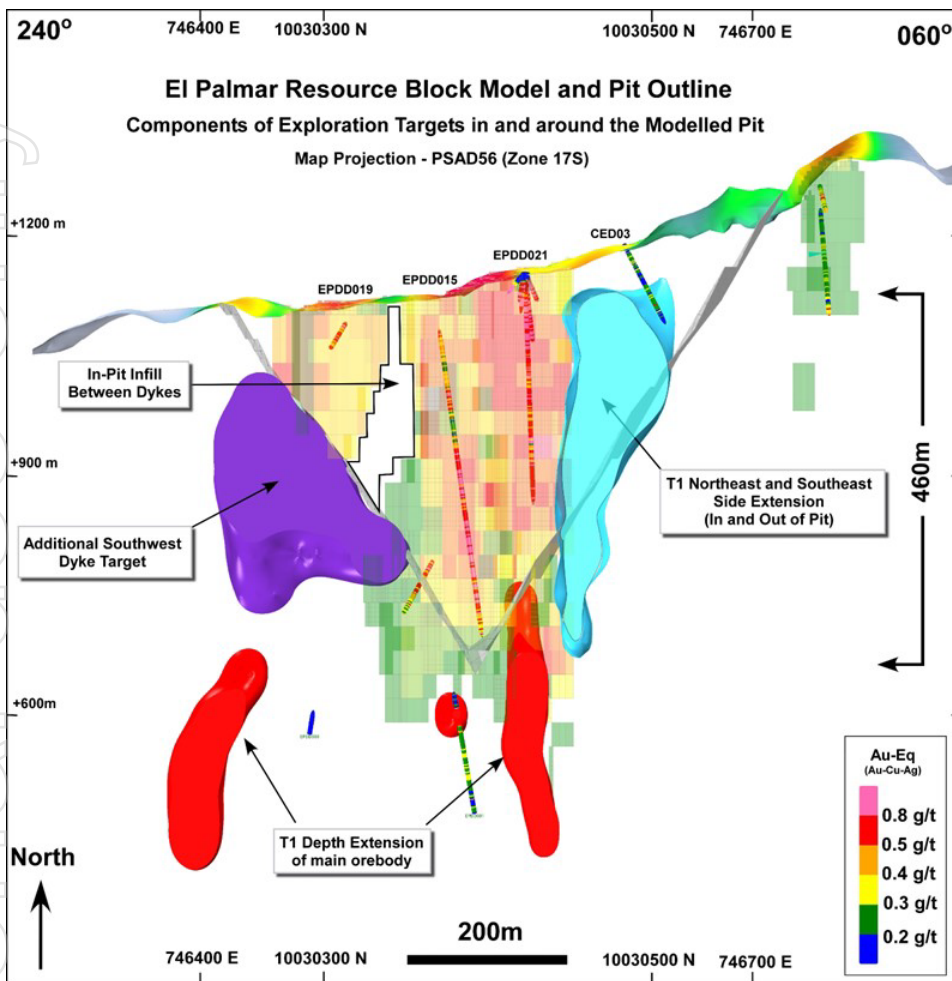 240°
746400 E
10030300 N
10030500 N
746700 E
060°
El Palmar Resource Block Model and Pit Outline
Components of Exploration Targets in and around the Modelled Pit
Map Projection - PSAD56 (Zone 17S)
+1200 m
CED03
EPDD021
EPDD015
EPDD019
In-Pit Infill
Between Dykes
+900 m
T1 Northeast and Southeast
Side Extension
(In and Out of Pit)
460m
Additional Southwest
Dyke Target
+600m
T1 Depth Extension
of main orebody
Au-Eq
(Au-Cu-Ag)
0.8 g/t
0.5 g/t
0.4 g/t
0.3 g/t
0.2 g/t
North
200m
746400 E
10030300 N
10030500 N
746700 E